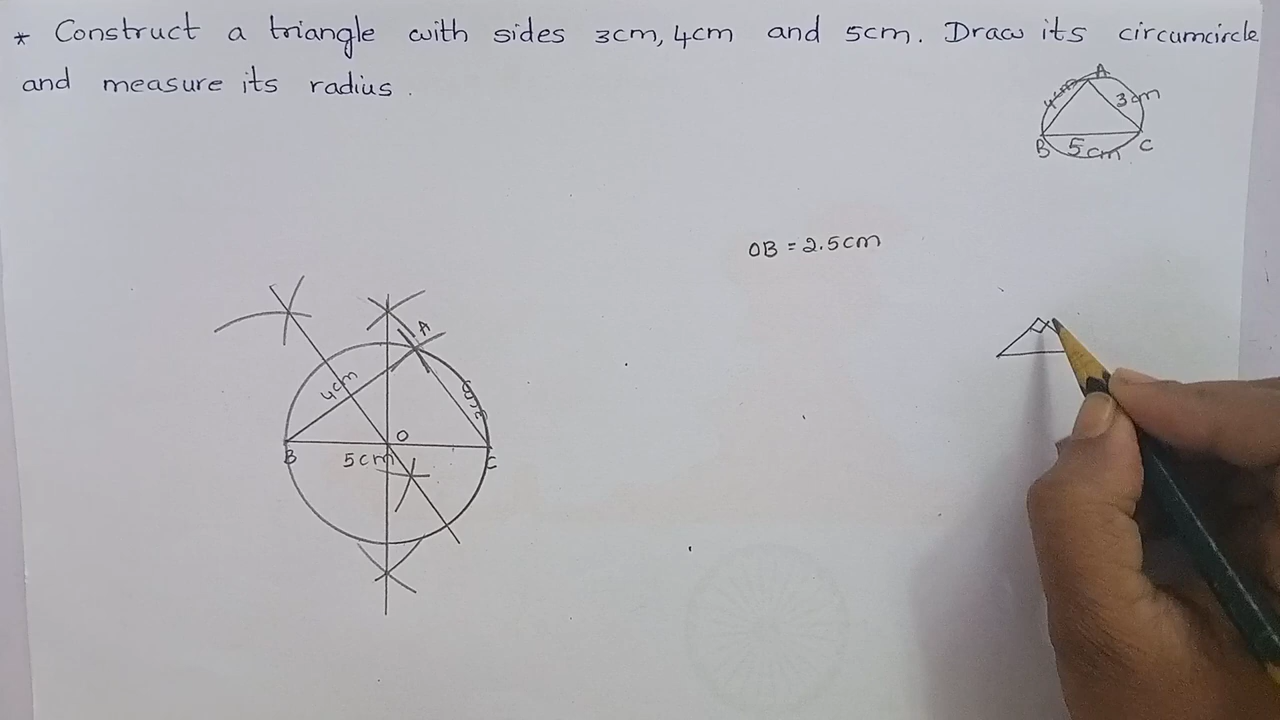 * Construct a triangle with sides 3cm, 4cm and 5cm. Draw its circumcircle
and measure its radius.
A
4cm
3cm
B
5cm
C
OB = 2.5cm
A
4cm
3cm
O
B
5cm
C